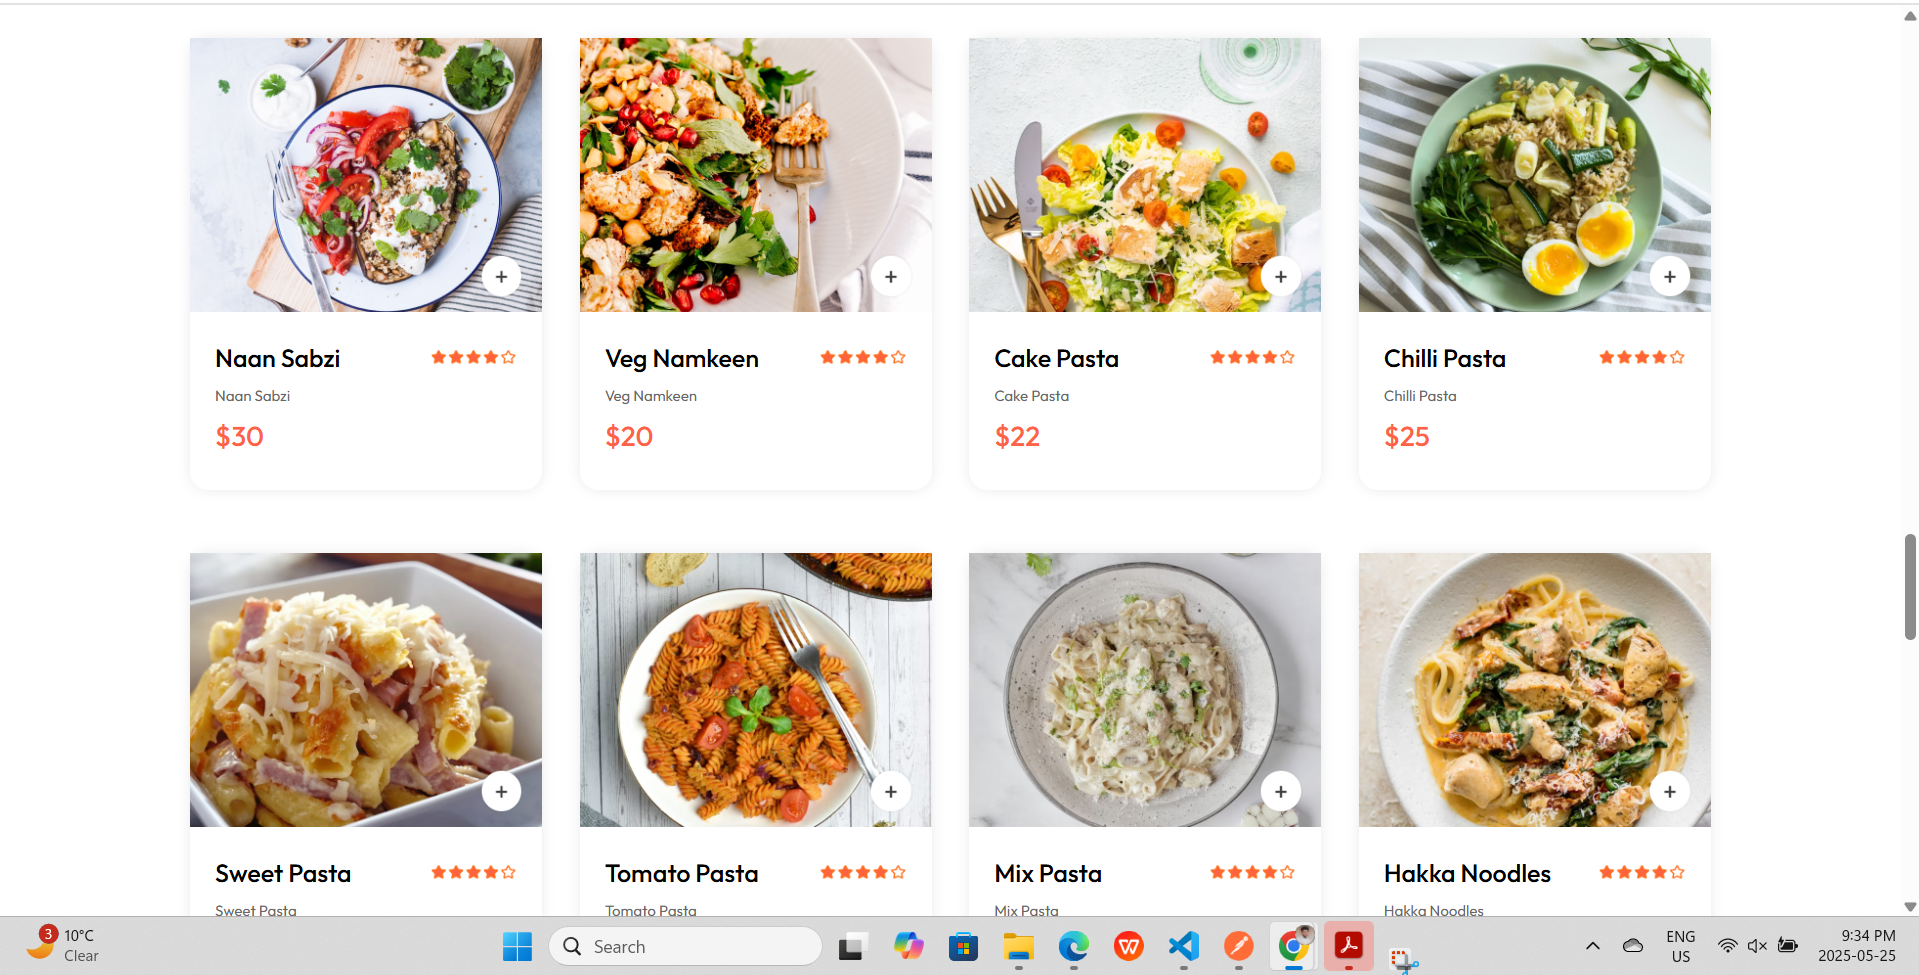 Naan Sabzi
Naan Sabzi
$30
Veg Namkeen
Veg Namkeen
$20
Cake Pasta
Cake Pasta
$22
Chilli Pasta
Chilli Pasta
$25
Sweet Pasta
Sweet Pasta
Tomato Pasta
Tomato Pasta
Mix Pasta
Mix Pasta
Hakka Noodles
Hakka Noodles
3
10°C
Clear
Search
ENG
US
9:34 PM
2025-05-25